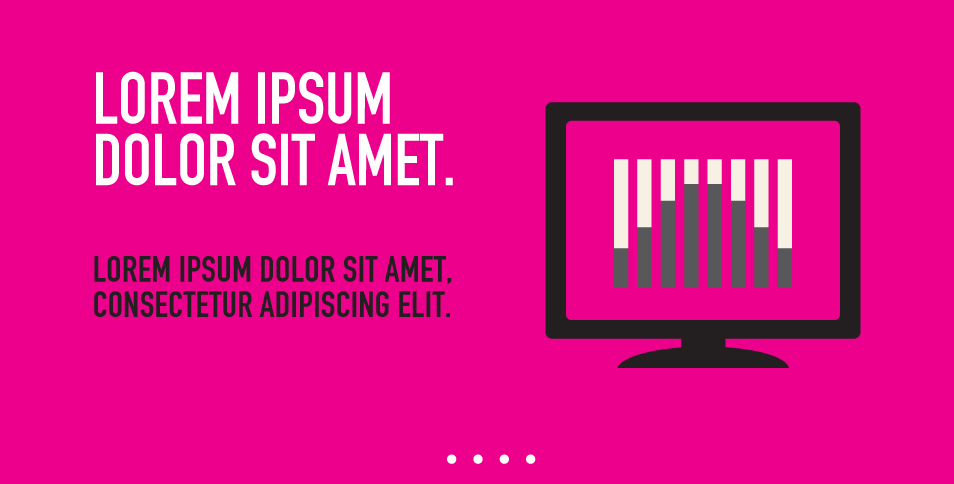 LOREM IPSUM
DOLOR SIT AMET.
LOREM IPSUM DOLOR SIT AMET,
CONSECTETUR ADIPISCING ELIT.